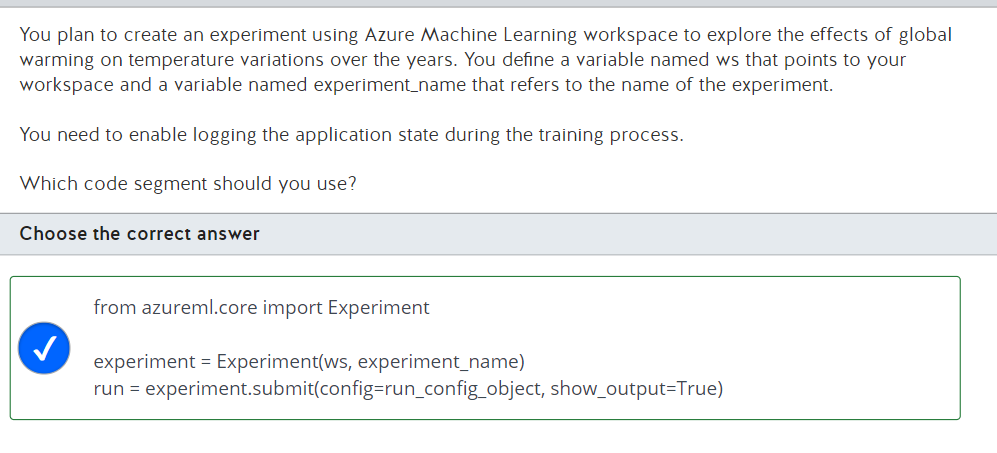 You plan to create an experiment using Azure Machine Learning workspace to explore the effects of global
warming on temperature variations over the years. You define a variable named ws that points to your
workspace and a variable named experiment_name that refers to the name of the experiment.
You need to enable logging the application state during the training process.
Which code segment should you use?
Choose the correct answer
from azureml.core import Experiment
experiment = Experiment(ws, experiment_name)
run = experiment.submit(config=run_config_object, show_output=True)